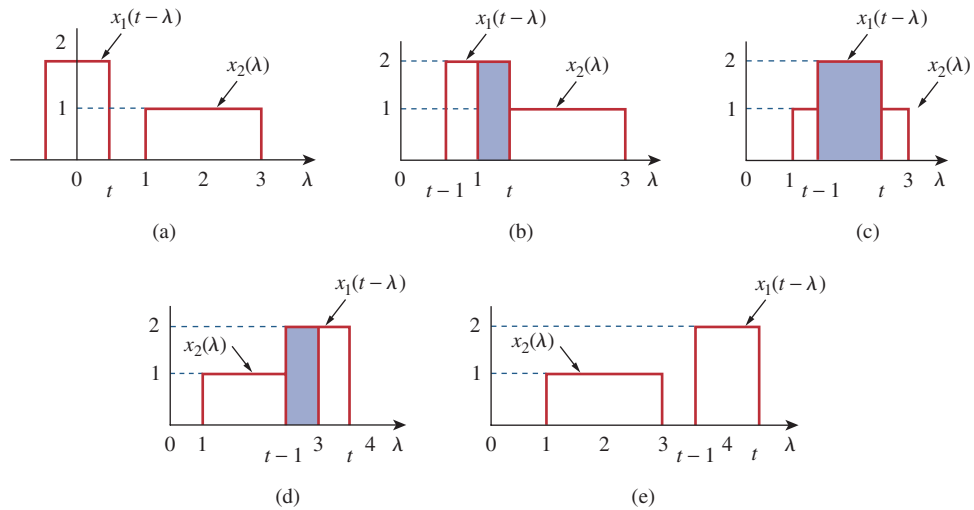 x₁(t − λ)
2
x₂(λ)
1
0 t 1 2 3 λ
(a)
x₁(t − λ)
2
x₂(λ)
1
0 t − 1 1 t 3 λ
(b)
x₁(t − λ)
2
x₂(λ)
1
0 1 t − 1 t 3 λ
(c)
x₁(t − λ)
2
x₂(λ)
1
0 1 t − 1 3 t 4 λ
(d)
x₁(t − λ)
2
x₂(λ)
1
0 1 2 3 t − 1 4 t λ
(e)